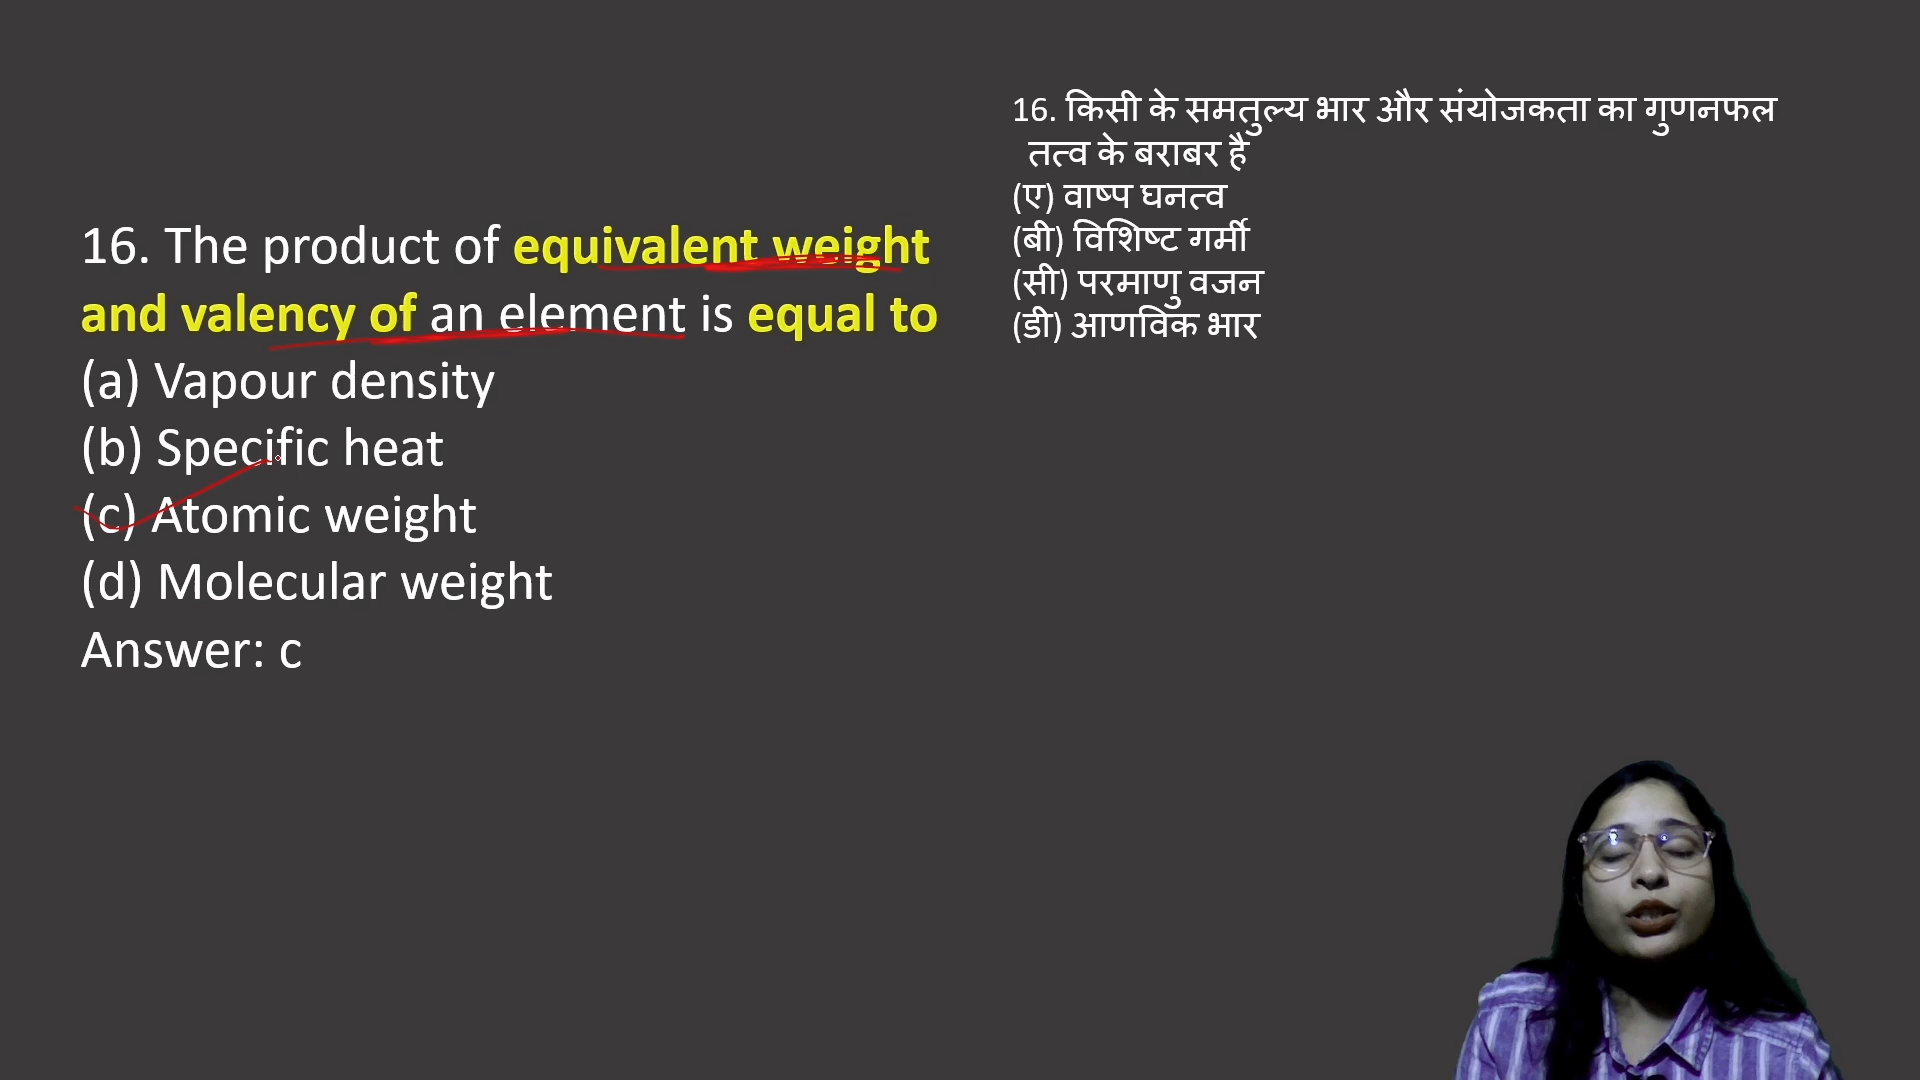 16. The product of equivalent weight
and valency of an element is equal to
(a) Vapour density
(b) Specific heat
(c) Atomic weight
(d) Molecular weight
Answer: c
16. किसी के समतुल्य भार और संयोजकता का गुणनफल
तत्व के बराबर है
(ए) वाष्प घनत्व
(बी) विशिष्ट गर्मी
(सी) परमाणु वजन
(डी) आणविक भार